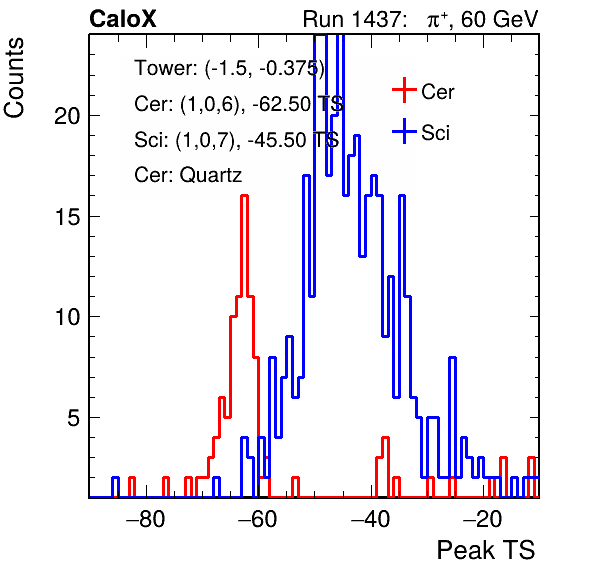 CaloX Run 1437: π⁺, 60 GeV
Counts
Tower: (-1.5, -0.375)
Cer: (1,0,6), -62.50 TS
Sci: (1,0,7), -45.50 TS
Cer: Quartz
Cer
Sci
20
15
10
5
−80 −60 −40 −20
Peak TS